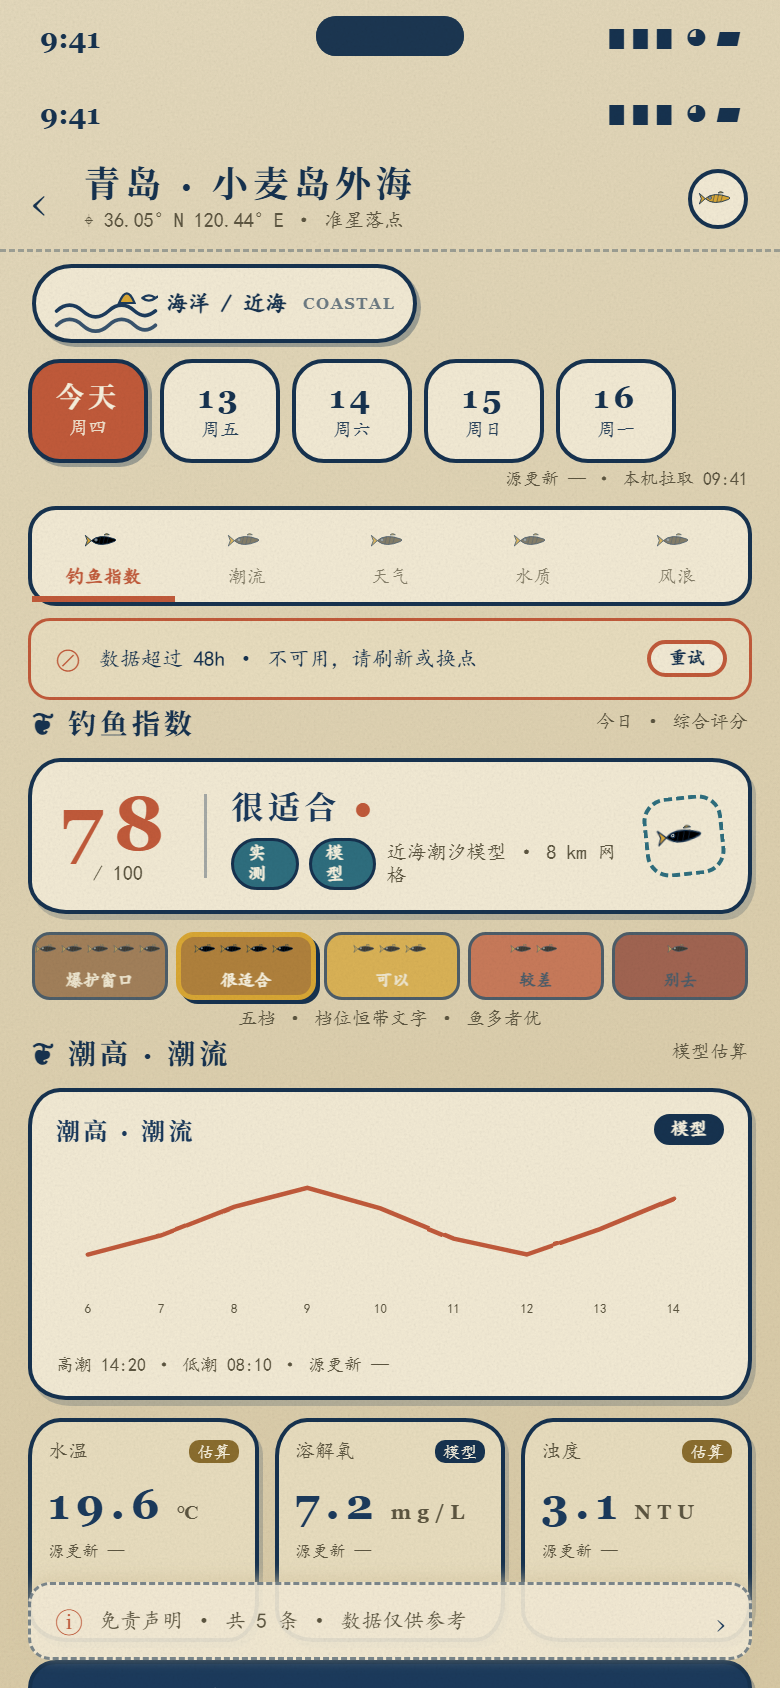 9:41
9:41
青岛 · 小麦岛外海
⌖ 36.05° N 120.44° E • 准星落点
海洋 / 近海 COASTAL
今天 13 14 15 16
周四 周五 周六 周日 周一
源更新 — • 本机拉取 09:41
钓鱼指数 潮流 天气 水质 风浪
数据超过 48h • 不可用, 请刷新或换点 重试
❦ 钓鱼指数 今日 • 综合评分
78
/ 100
很适合
实测 模型 近海潮汐模型 • 8 km 网格
爆护窗口 很适合 可以 较差 别去
五档 • 档位恒带文字 • 鱼多者优
❦ 潮高 · 潮流 模型估算
潮高 · 潮流 模型
6 7 8 9 10 11 12 13 14
高潮 14:20 • 低潮 08:10 • 源更新 —
水温 估算 溶解氧 模型 浊度 估算
19.6 °C 7.2 mg/L 3.1 NTU
源更新 — 源更新 — 源更新 —
免责声明 • 共 5 条 • 数据仅供参考 ›